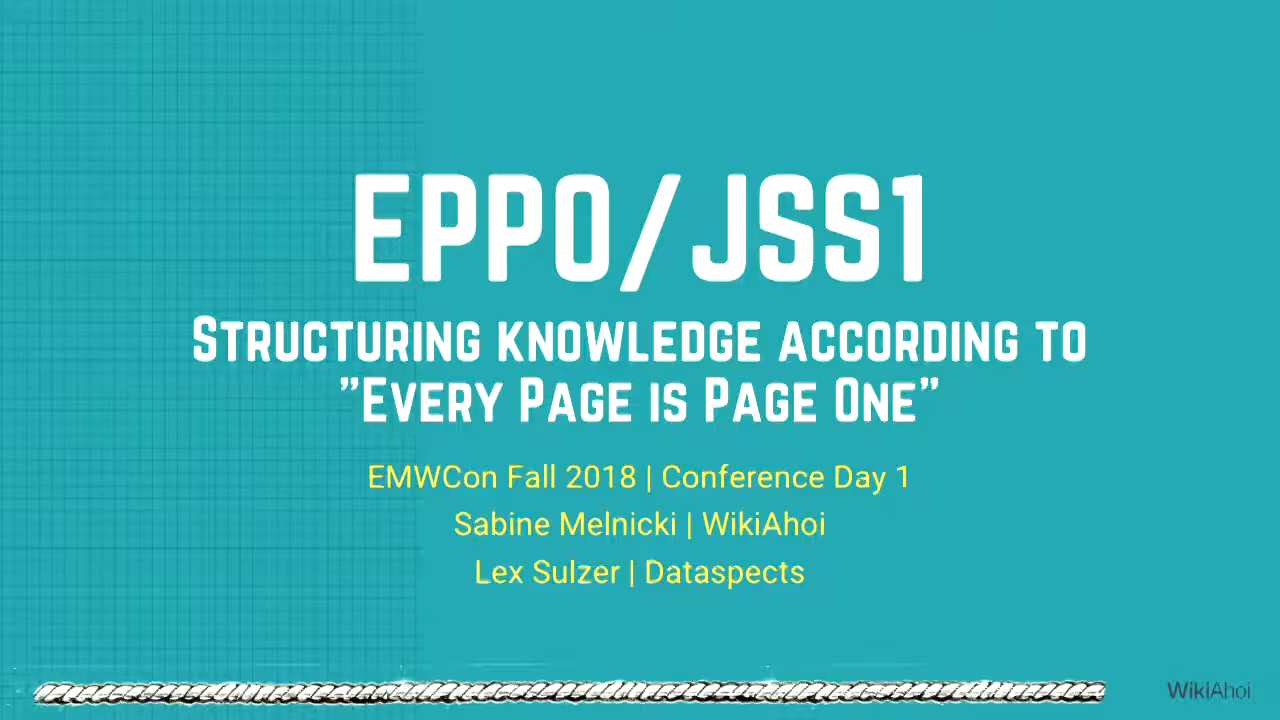 EPPO/JSS1
Structuring knowledge according to
"Every Page is Page One"
EMWCon Fall 2018 | Conference Day 1
Sabine Melnicki | WikiAhoi
Lex Sulzer | Dataspects
WikiAhoi